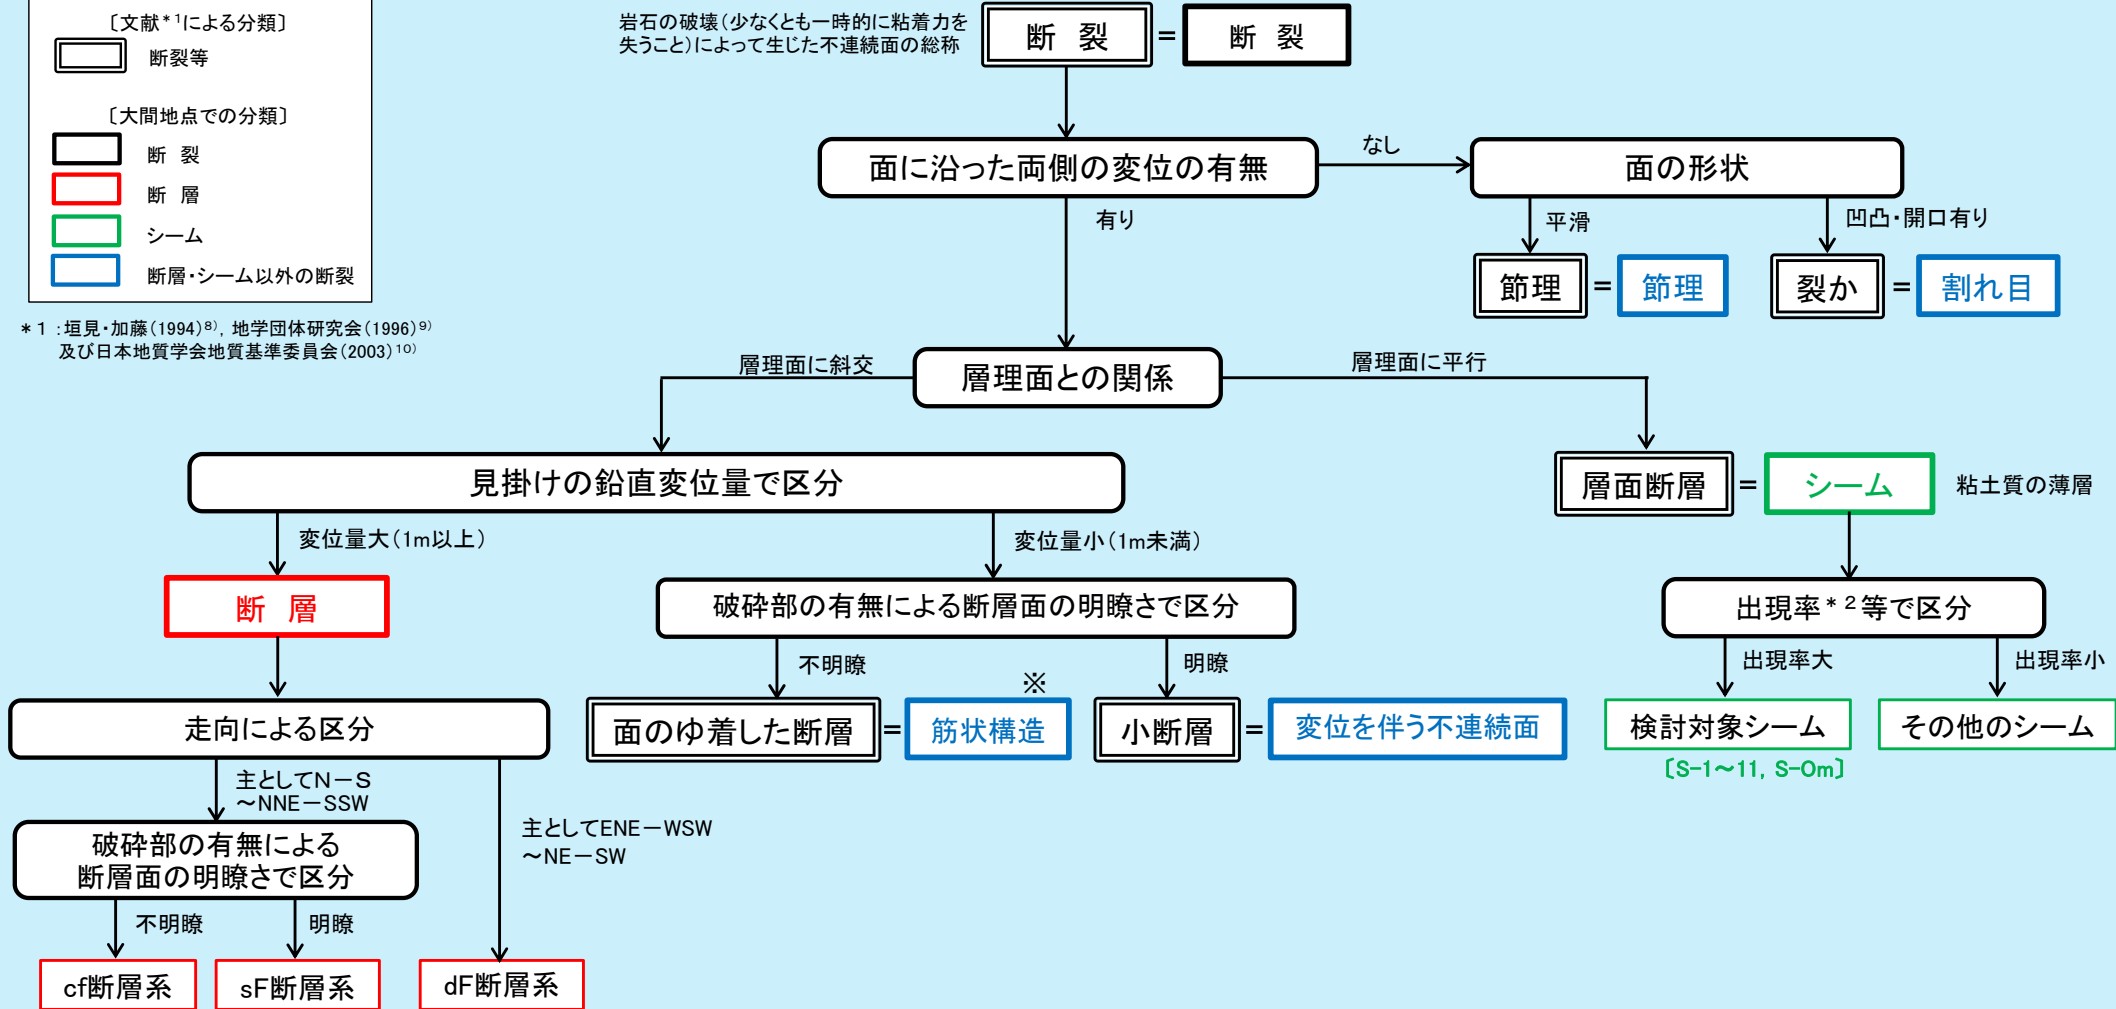 〔文献*1による分類〕
断裂等
〔大間地点での分類〕
断 裂
断 層
シーム
断層・シーム以外の断裂
*1:垣見・加藤(1994)8), 地学団体研究会(1996)9)
及び日本地質学会地質基準委員会(2003)10)
岩石の破壊(少なくとも一時的に粘着力を
失うこと)によって生じた不連続面の総称
断 裂 = 断 裂
面に沿った両側の変位の有無
なし
面の形状
有り
平滑
凹凸・開口有り
節理 = 節理
裂か = 割れ目
層理面に斜交
層理面との関係
層理面に平行
見掛けの鉛直変位量で区分
層面断層 = シーム
粘土質の薄層
変位量大(1m以上)
変位量小(1m未満)
断 層
破砕部の有無による断層面の明瞭さで区分
出現率*2等で区分
不明瞭
明瞭
出現率大
出現率小
※
走向による区分
面のゆ着した断層 = 筋状構造
小断層 = 変位を伴う不連続面
検討対象シーム
その他のシーム
〔S-1~11, S-Om〕
主としてN-S
~NNE-SSW
主としてENE-WSW
~NE-SW
破砕部の有無による
断層面の明瞭さで区分
不明瞭
明瞭
cf断層系
sF断層系
dF断層系